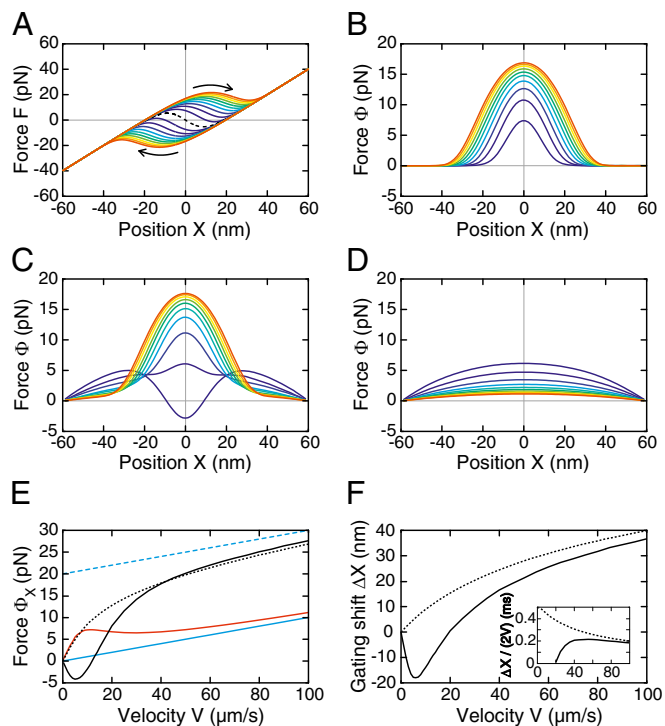 A
Force F (pN)
60
40
20
0
-20
-40
-60
-60 -40 -20 0 20 40 60
Position X (nm)
B
Force Φ (pN)
20
15
10
5
0
-5
-60 -40 -20 0 20 40 60
Position X (nm)
C
Force Φ (pN)
20
15
10
5
0
-5
-60 -40 -20 0 20 40 60
Position X (nm)
D
Force Φ (pN)
20
15
10
5
0
-5
-60 -40 -20 0 20 40 60
Position X (nm)
E
Force ΦX (pN)
30
25
20
15
10
5
0
-5
0 20 40 60 80 100
Velocity V (μm/s)
F
Gating shift ΔX (nm)
40
30
20
10
0
-10
-20
0 20 40 60 80 100
Velocity V (μm/s)
ΔX / (2V) (ms)
0.4
0.2
0
20 60 100